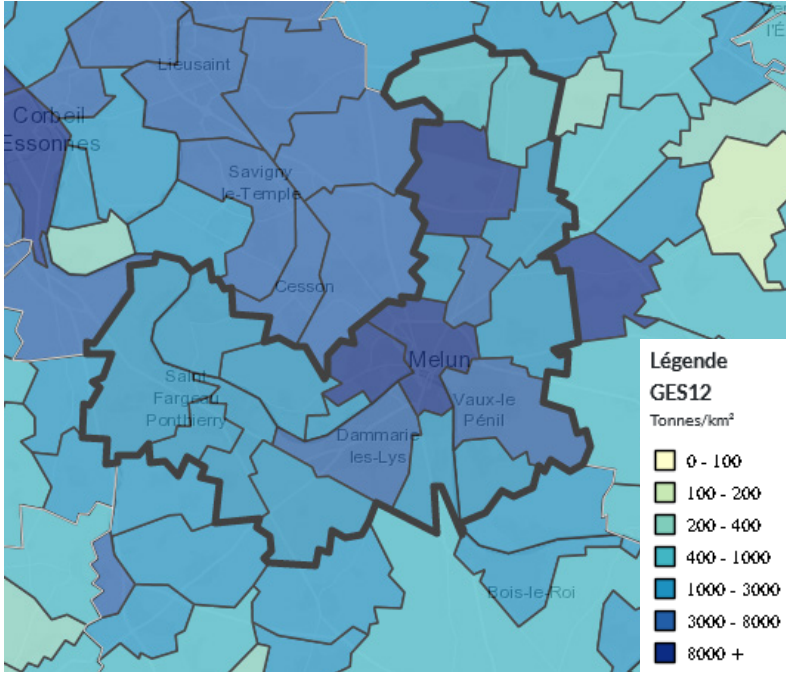 Lieusaint
Corbeil
Essonnes
Savigny
le-Temple
Cesson
Melun
Saint
Fargeau
Ponthierry
Vaux-le
Pénil
Dammarie
les-Lys
Bois-le-Roi
Légende
GES12
Tonnes/km²
0 - 100
100 - 200
200 - 400
400 - 1000
1000 - 3000
3000 - 8000
8000 +